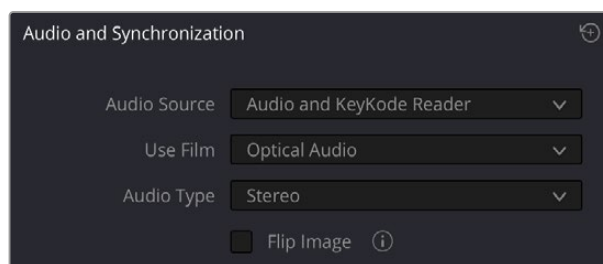 Audio and Synchronization
Audio Source Audio and KeyKode Reader
Use Film Optical Audio
Audio Type Stereo
Flip Image